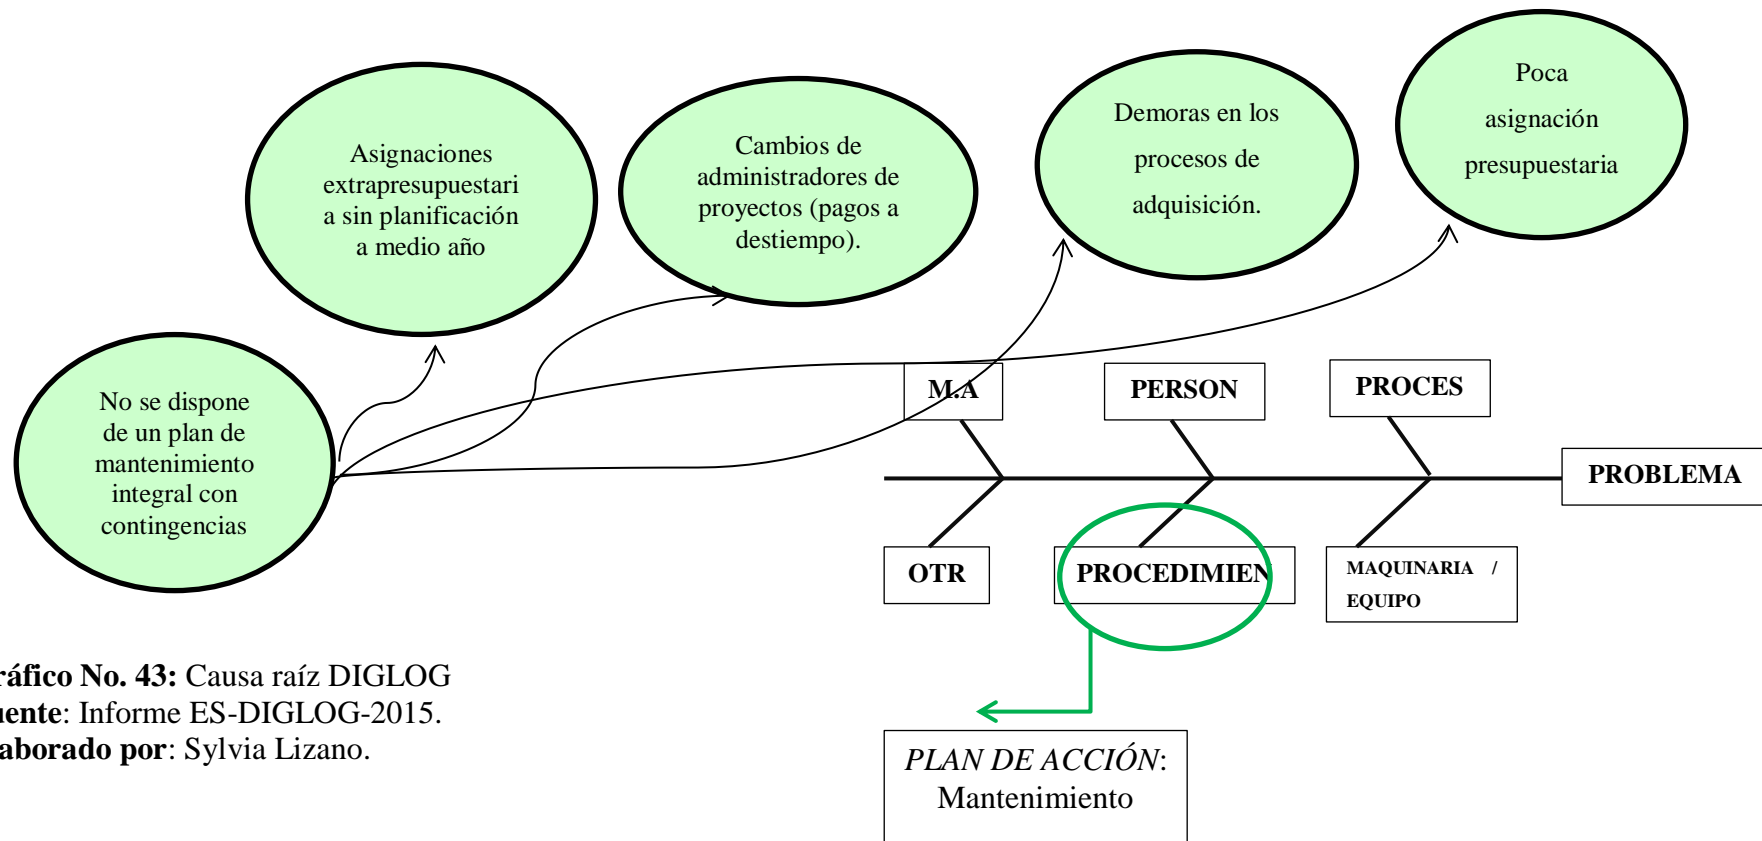 Poca
asignación
presupuestaria
Demoras en los
procesos de
adquisición.
Cambios de
administradores de
proyectos (pagos a
destiempo).
Asignaciones
extrapresupuestari
a sin planificación
a medio año
No se dispone
de un plan de
mantenimiento
integral con
contingencias
M.A
PERSON
PROCES
PROBLEMA
OTR
PROCEDIMIEN
MAQUINARIA /
EQUIPO
ráfico No. 43: Causa raíz DIGLOG
uente: Informe ES-DIGLOG-2015.
laborado por: Sylvia Lizano.
PLAN DE ACCIÓN:
Mantenimiento